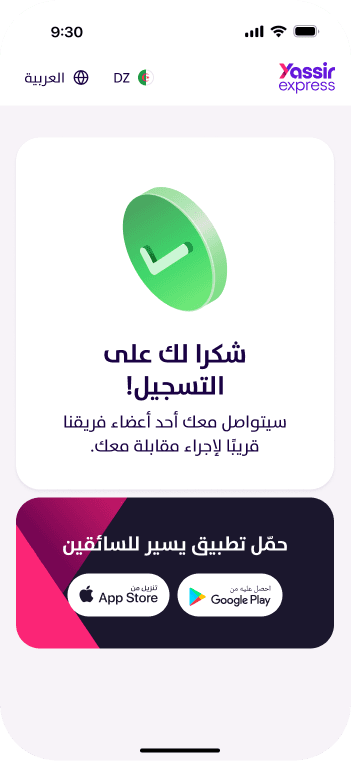 9:30
العربية
DZ
Yassir
express
شكرا لك على
التسجيل!
سيتواصل معك أحد أعضاء فريقنا
قريبًا لإجراء مقابلة معك.
حمّل تطبيق يسير للسائقين
تنزيل من
App Store
احصل عليه من
Google Play